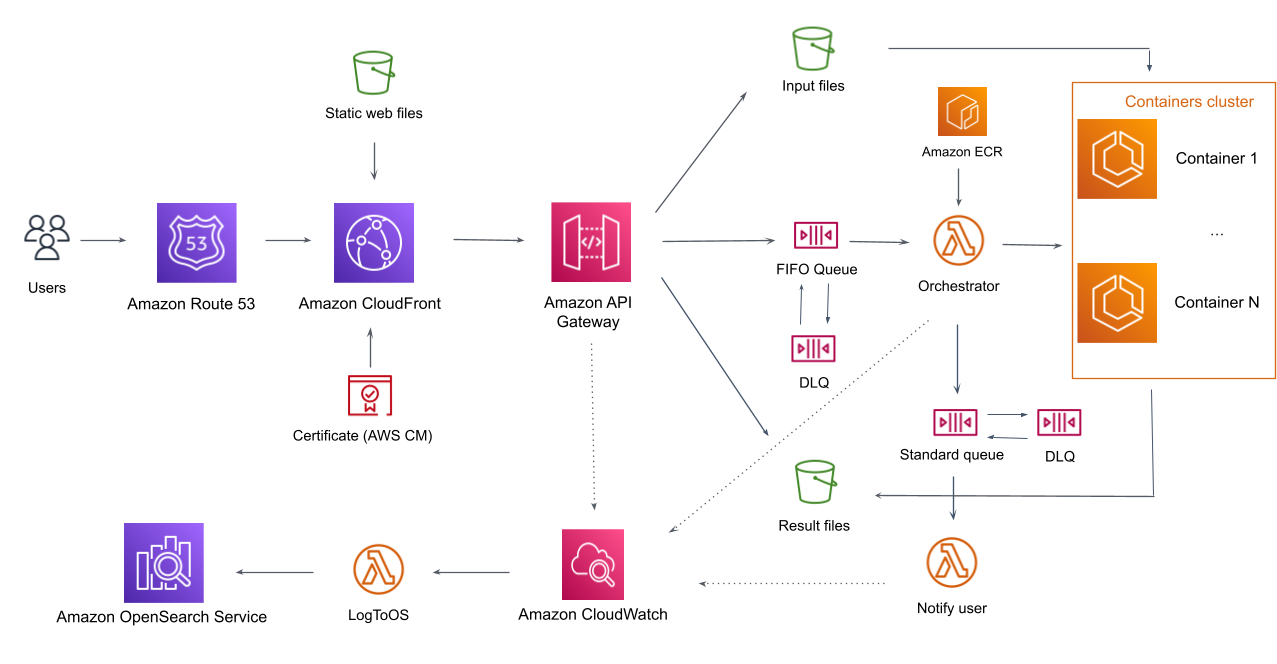 Input files
Static web files
Containers cluster
Amazon ECR
Container 1
Users
53
Amazon Route 53
Amazon CloudFront
</>
Amazon API
Gateway
FIFO Queue
Orchestrator
...
Container N
DLQ
Certificate (AWS CM)
Standard queue
DLQ
Result files
Amazon OpenSearch Service
LogToOS
Amazon CloudWatch
Notify user